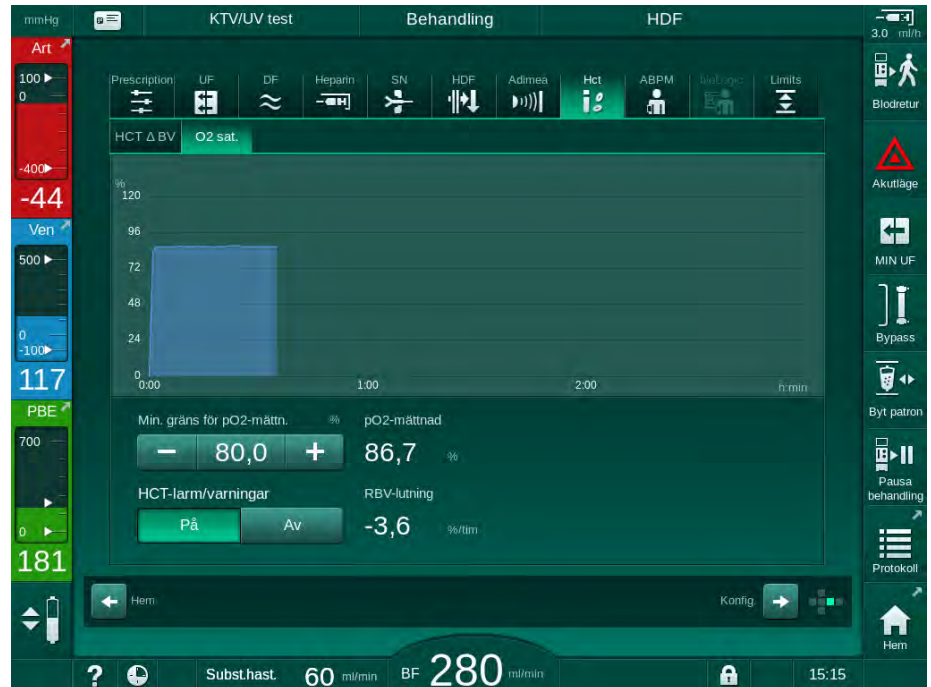 mmHg KTV/UV test Behandling HDF
3.0 ml/h
Art
100
0
-400
-44
Ven
500
0
-100
117
PBE
700
0
181
Prescription UF DF Heparin SN HDF Adimea Hct ABPM bioLogic Limits
HCT Δ BV O2 sat.
%
120
96
72
48
24
0
0:00 1:00 2:00 h:min
Min. gräns för pO2-mättn. % pO2-mättnad
− 80,0 + 86,7 %
HCT-larm/varningar RBV-lutning
På Av -3,6 %/tim
Hem Konfig
Blodretur
Akutläge
MIN UF
Bypass
Byt patron
Pausa
behandling
Protokoll
Hem
? Subst.hast. 60 ml/min BF 280 ml/min 15:15